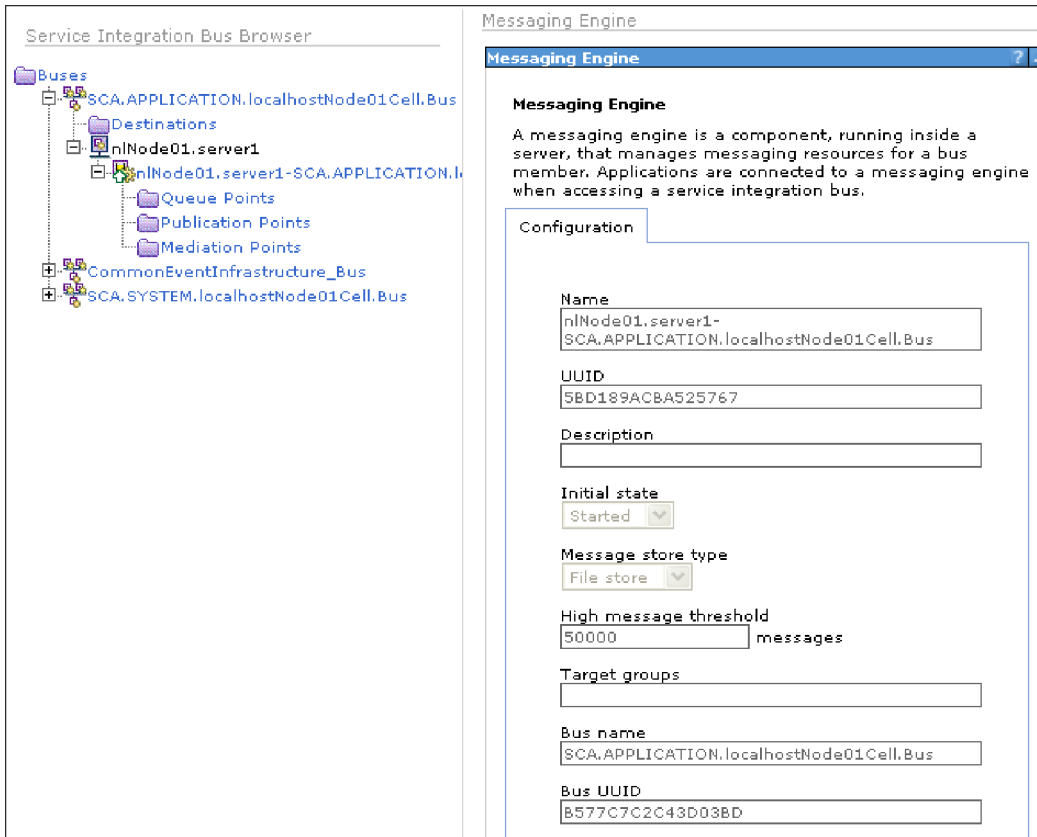 Service Integration Bus Browser
Buses
SCA.APPLICATION.localhostNode01Cell.Bus
Destinations
nlNode01.server1
nlNode01.server1-SCA.APPLICATION.l
Queue Points
Publication Points
Mediation Points
CommonEventInfrastructure_Bus
SCA.SYSTEM.localhostNode01Cell.Bus
Messaging Engine
Messaging Engine
?
Messaging Engine
A messaging engine is a component, running inside a
server, that manages messaging resources for a bus
member. Applications are connected to a messaging engine
when accessing a service integration bus.
Configuration
Name
nlNode01.server1-
SCA.APPLICATION.localhostNode01Cell.Bus
UUID
5BD189ACBA525767
Description
Initial state
Started
Message store type
File store
High message threshold
50000 messages
Target groups
Bus name
SCA.APPLICATION.localhostNode01Cell.Bus
Bus UUID
B577C7C2C43D03BD